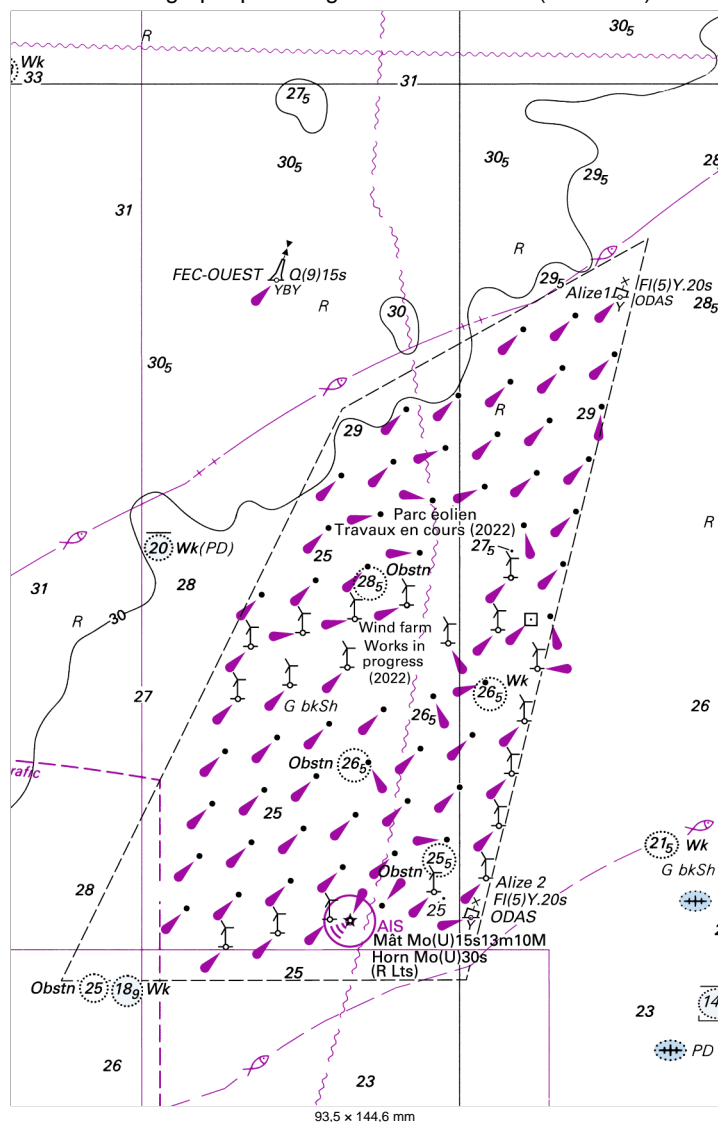 R
30₅
Wk
33
31
27₅
30₅
30₅
28
29₅
31
R
FEC-OUEST
Q(9)15s
YBY
29₅
Alize1
Fl(5)Y.20s
ODAS
Y
28₅
R
30
30₅
R
29
29
Parc éolien
Travaux en cours (2022)
R
27₅
20 Wk(PD)
25
Obstn
28₅
31
28
R
30
Wind farm
Works in
progress
(2022)
Wk
26₅
27
G bkSh
26₅
26
Obstn 26₅
rafic
25
21₅ Wk
25₅
G bkSh
Obstn
28
Alize 2
25
Fl(5)Y.20s
ODAS
Y
AIS
Mât Mo(U)15s13m10M
Horn Mo(U)30s
(R Lts)
25
Obstn 25 18₉ Wk
14
23
PD
26
23
93,5 × 144,6 mm